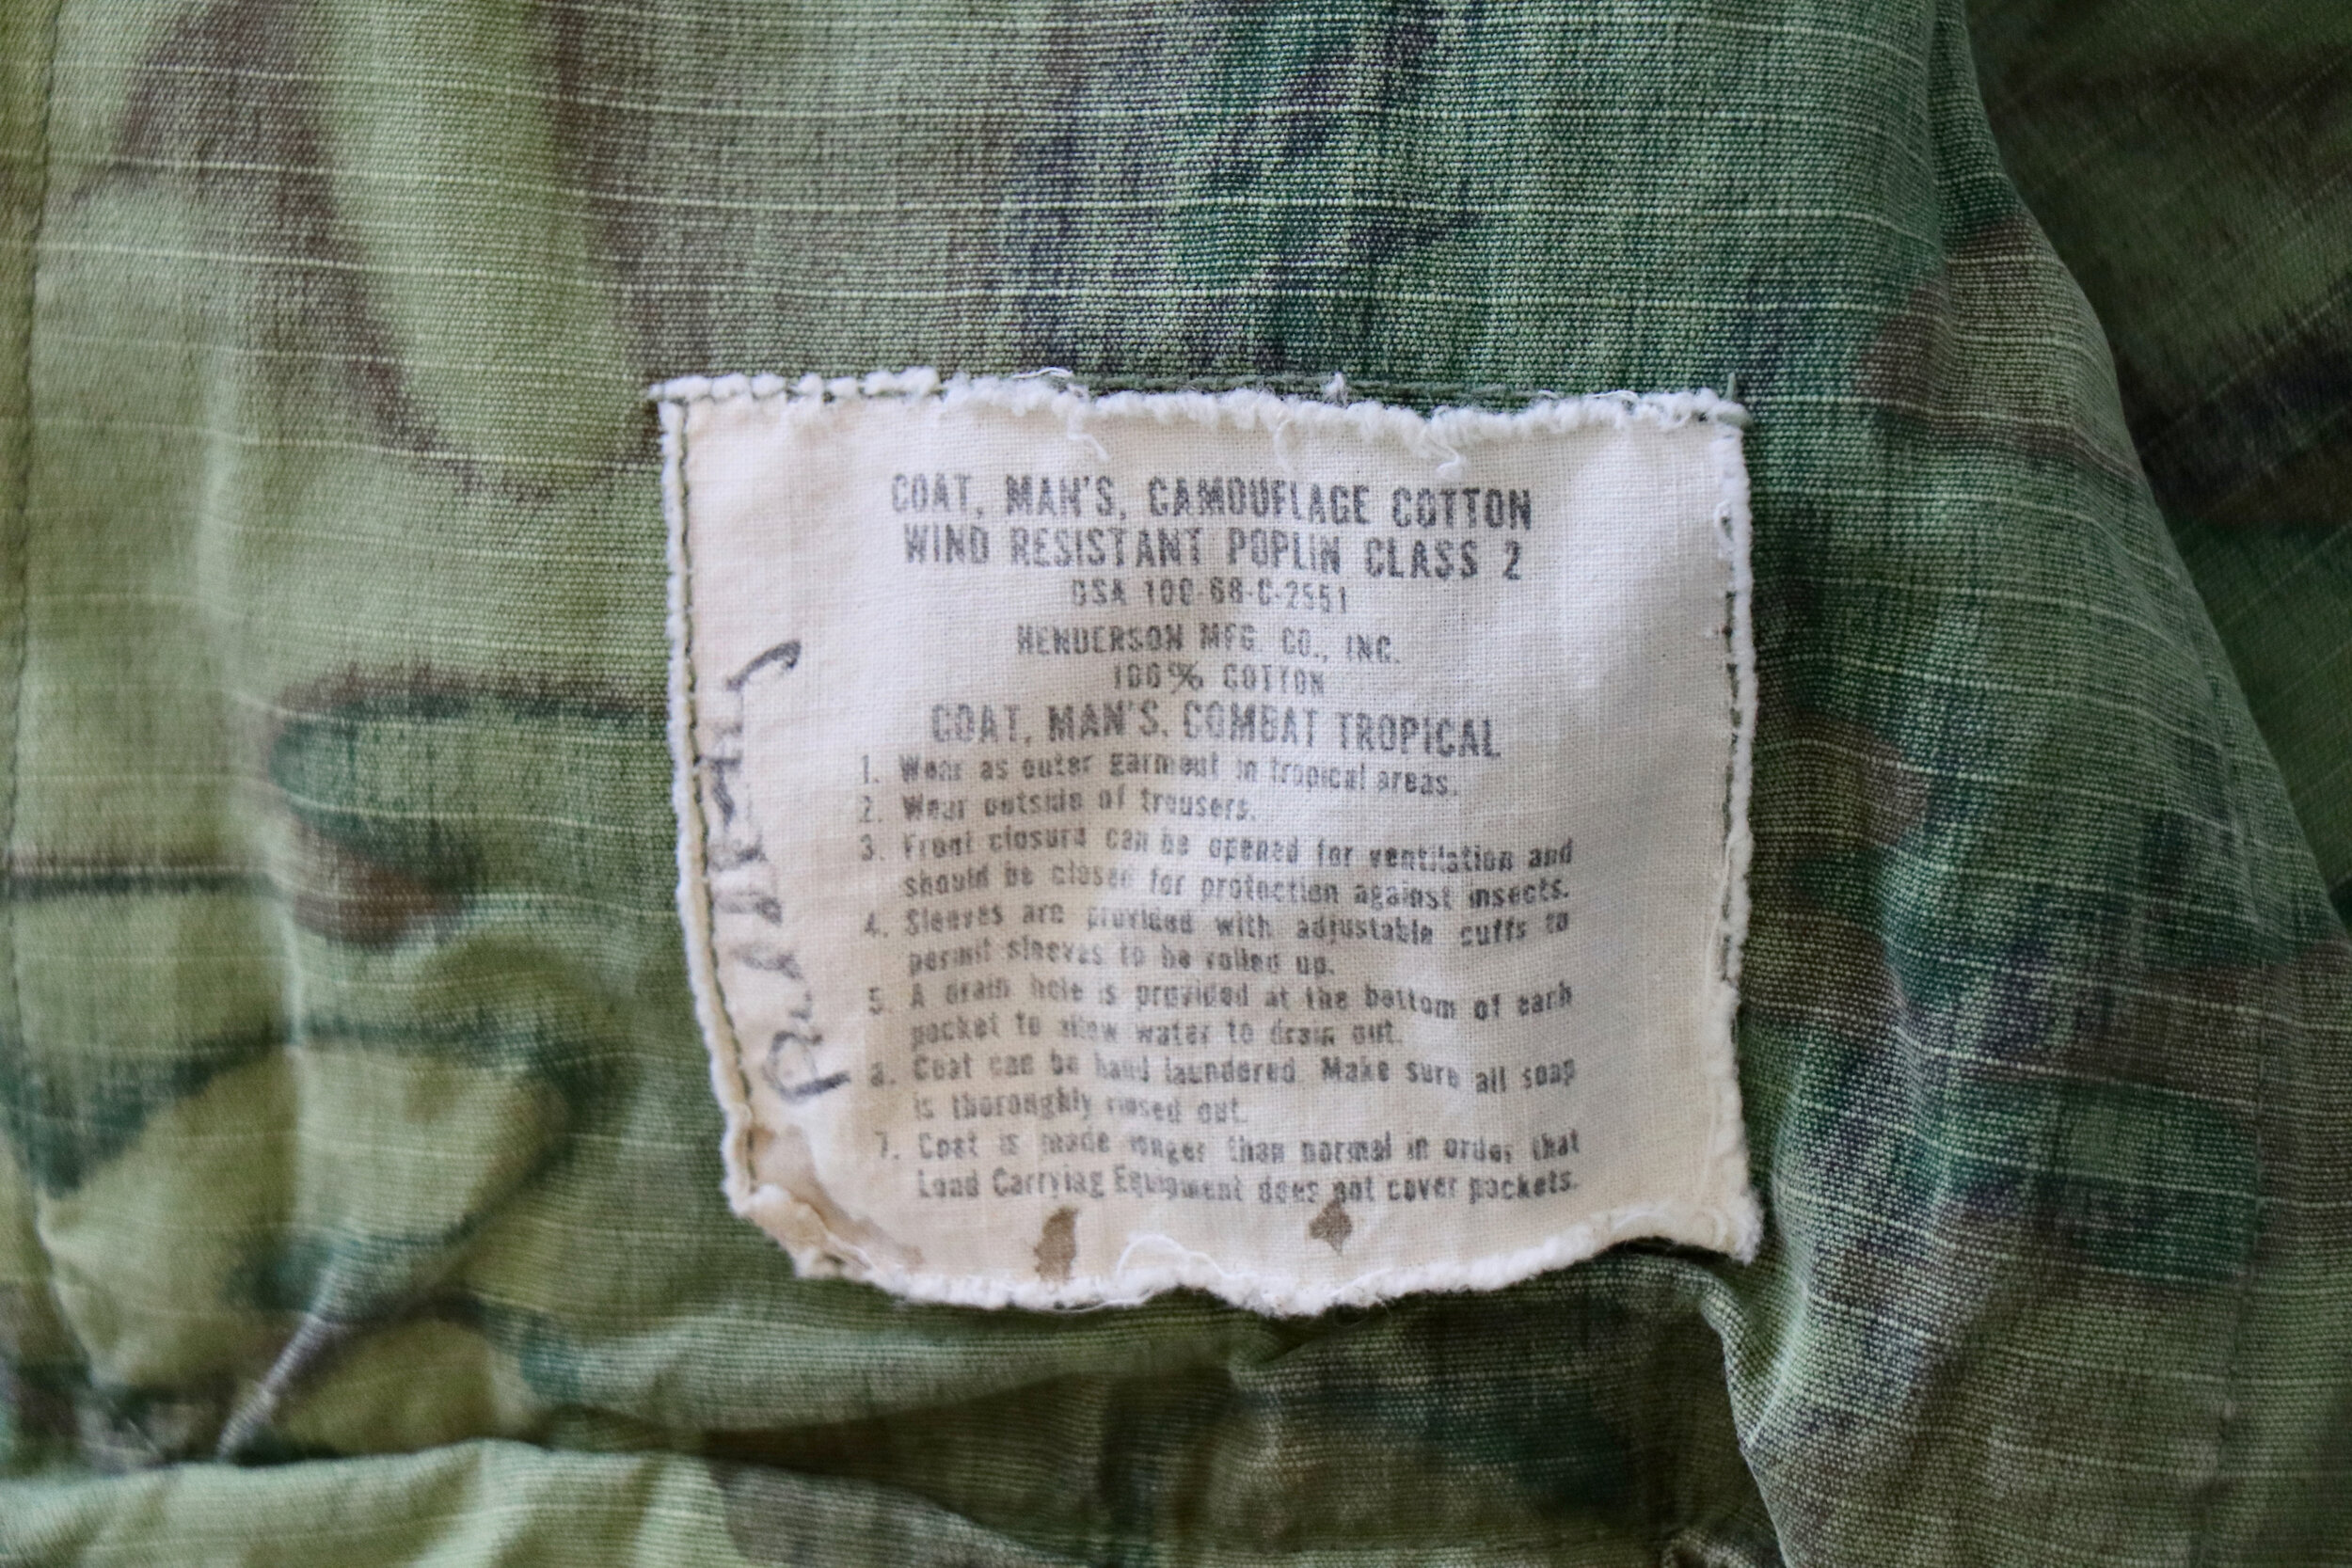 COAT, MAN'S, CAMOUFLAGE COTTON
WIND RESISTANT POPLIN CLASS 2
DSA 100-68-C-2551
HENDERSON MFG. CO., INC.
100% COTTON
COAT, MAN'S. COMBAT TROPICAL
1. Wear as outer garment in tropical areas.
2. Wear outside of trousers.
3. Front closure can be opened for ventilation and
should be closed for protection against insects.
4. Sleeves are provided with adjustable cuffs to
permit sleeves to be rolled up.
5. A drain hole is provided at the bottom of each
pocket to allow water to drain out.
Coat can be hand laundered. Make sure all soap
is thoroughly rinsed out.
7. Coat is made longer than normal in order that
Load Carrying Equipment does not cover pockets.